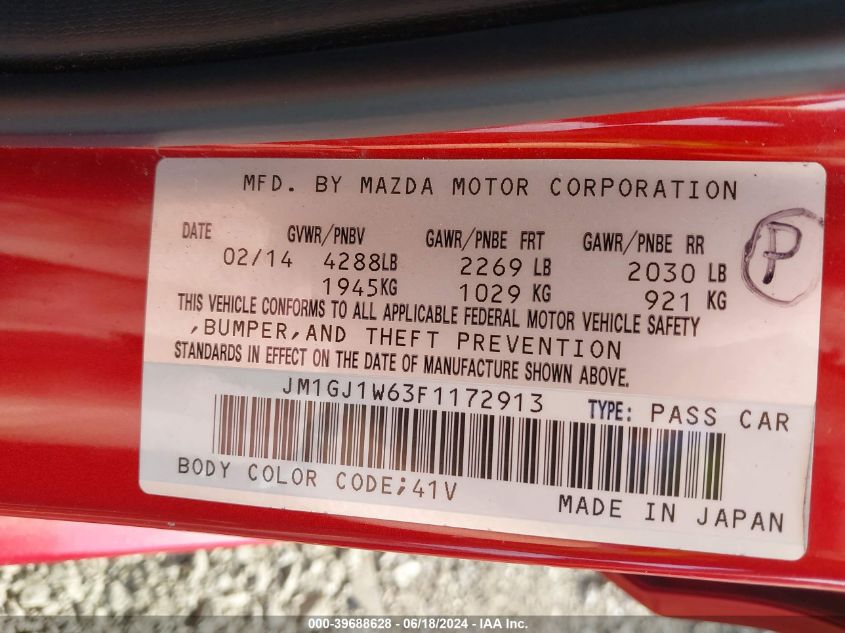 MFD. BY MAZDA MOTOR CORPORATION
DATE GVWR/PNBV GAWR/PNBE FRT GAWR/PNBE RR
02/14 4288LB 2269 LB 2030 LB
1945KG 1029 KG 921 KG
P
THIS VEHICLE CONFORMS TO ALL APPLICABLE FEDERAL MOTOR VEHICLE SAFETY
,BUMPER,AND THEFT PREVENTION
STANDARDS IN EFFECT ON THE DATE OF MANUFACTURE SHOWN ABOVE.
JM1GJ1W63F1172913 TYPE: PASS CAR
BODY COLOR CODE;41V
MADE IN JAPAN
000-39688628 - 06/18/2024 - IAA Inc.